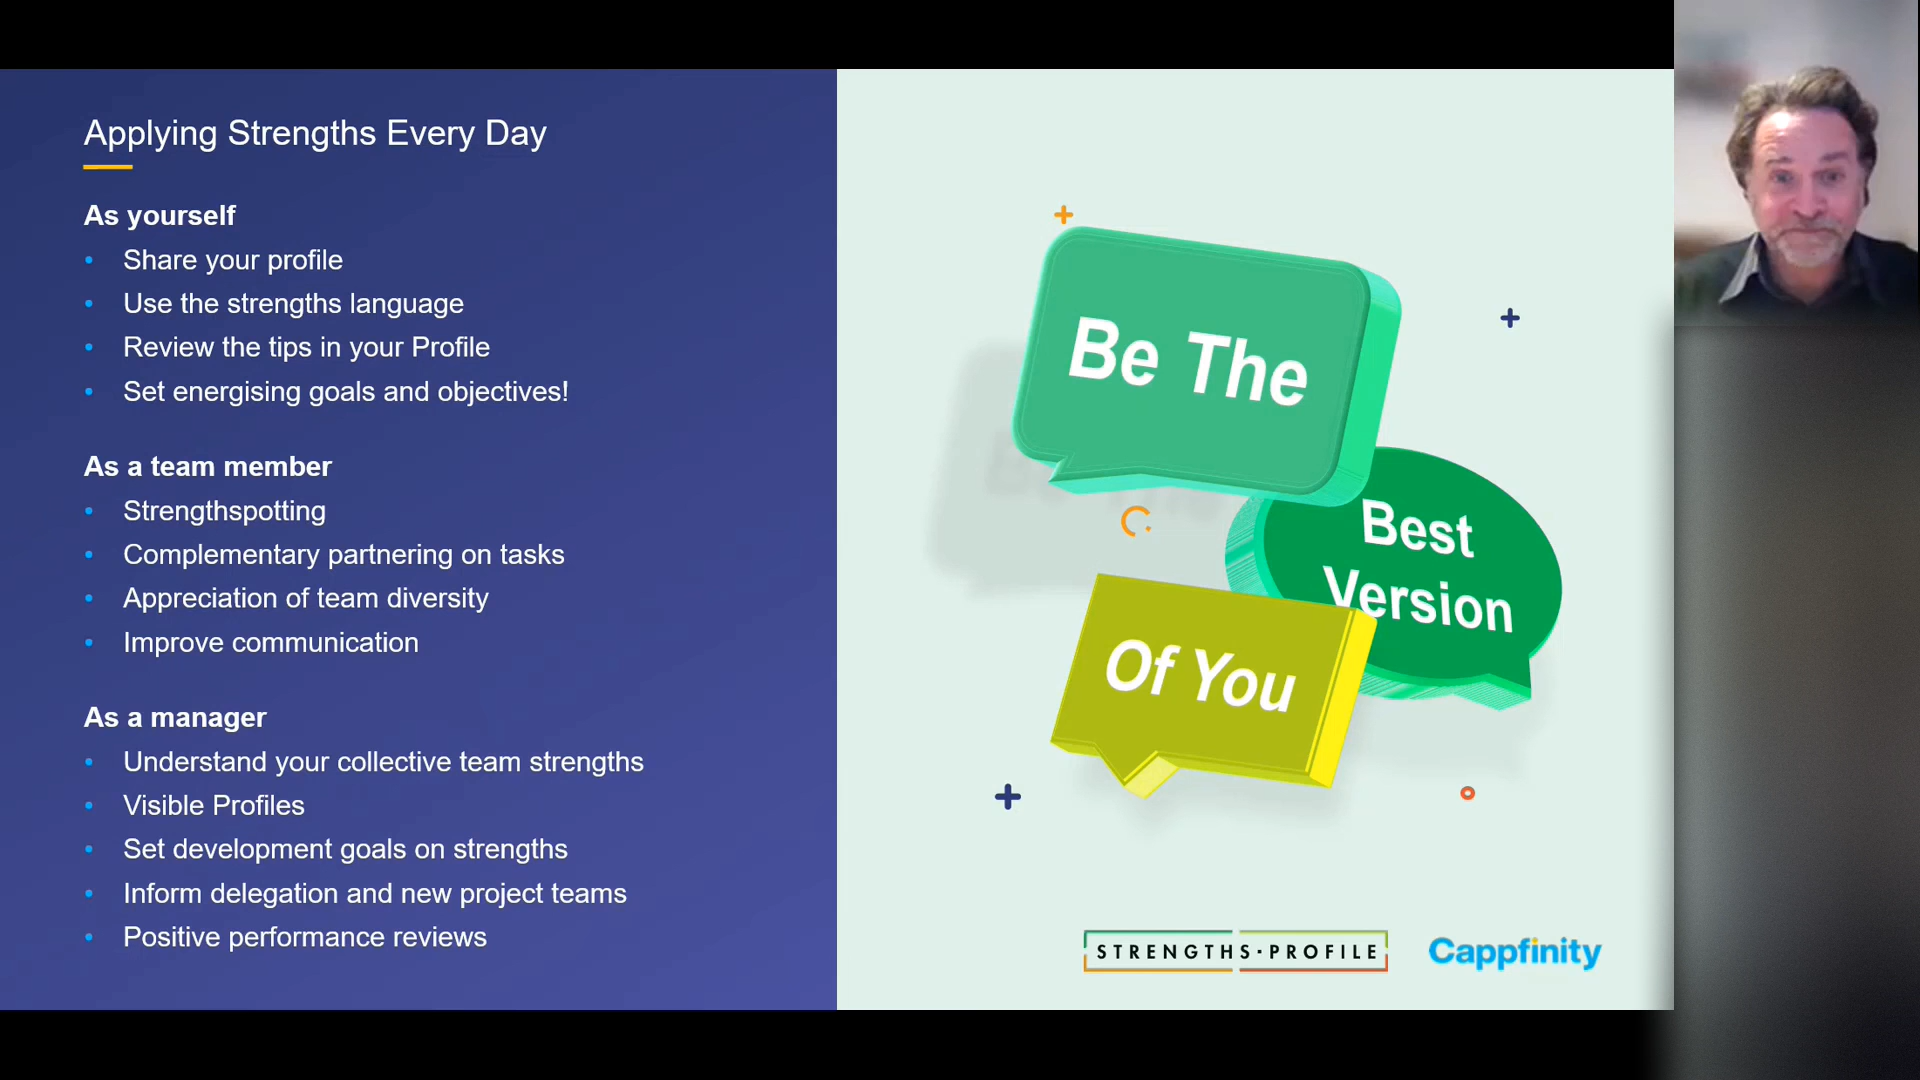 Applying Strengths Every Day
As yourself
• Share your profile
• Use the strengths language
• Review the tips in your Profile
• Set energising goals and objectives!
As a team member
• Strengthspotting
• Complementary partnering on tasks
• Appreciation of team diversity
• Improve communication
As a manager
• Understand your collective team strengths
• Visible Profiles
• Set development goals on strengths
• Inform delegation and new project teams
• Positive performance reviews
Be The
Best
Version
Of You
STRENGTHS·PROFILE
Cappfinity